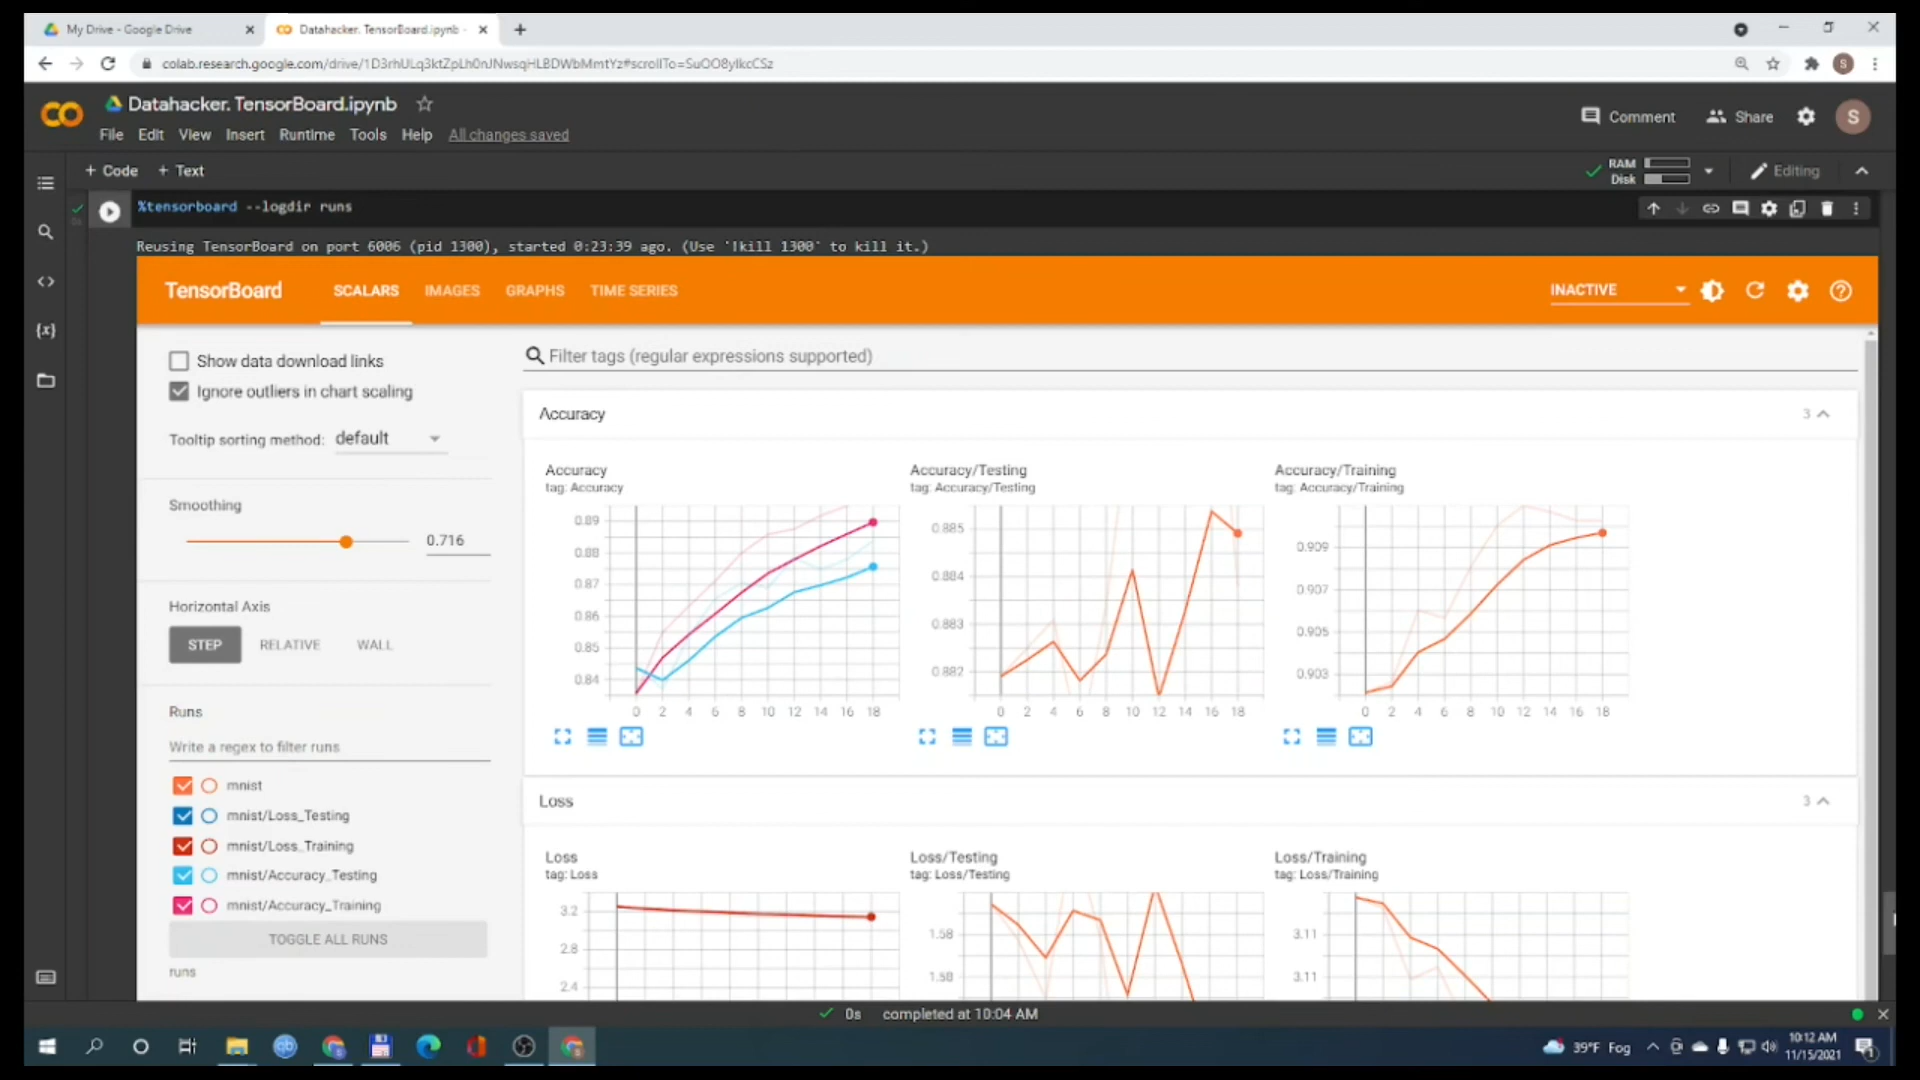 My Drive - Google Drive
Datahacker. TensorBoard.ipynb -
colab.research.google.com/drive/
Datahacker. TensorBoard.ipynb
File Edit View Insert Runtime Tools Help All changes saved
Comment Share S
+ Code + Text
RAM
Disk
Editing
%tensorboard --logdir runs
Reusing TensorBoard on port 6006 (pid 1300), started 0:23:39 ago. (Use '!kill 1300' to kill it.)
TensorBoard SCALARS IMAGES GRAPHS TIME SERIES INACTIVE
Show data download links
Ignore outliers in chart scaling
Tooltip sorting method: default
Smoothing
0.716
Horizontal Axis
STEP RELATIVE WALL
Runs
Write a regex to filter runs
mnist
mnist/Loss_Testing
mnist/Loss_Training
mnist/Accuracy_Testing
mnist/Accuracy_Training
TOGGLE ALL RUNS
runs
Filter tags (regular expressions supported)
Accuracy 3
Accuracy
tag: Accuracy
0.89
0.88
0.87
0.86
0.85
0.84
0 2 4 6 8 10 12 14 16 18
Accuracy/Testing
tag: Accuracy/Testing
0.885
0.884
0.883
0.882
0 2 4 6 8 10 12 14 16 18
Accuracy/Training
tag: Accuracy/Training
0.909
0.907
0.905
0.903
0 2 4 6 8 10 12 14 16 18
Loss 3
Loss
tag: Loss
3.2
2.8
2.4
Loss/Testing
tag: Loss/Testing
1.58
1.58
Loss/Training
tag: Loss/Training
3.11
3.11
0s completed at 10:04 AM
39°F Fog
10:12 AM
11/15/2021